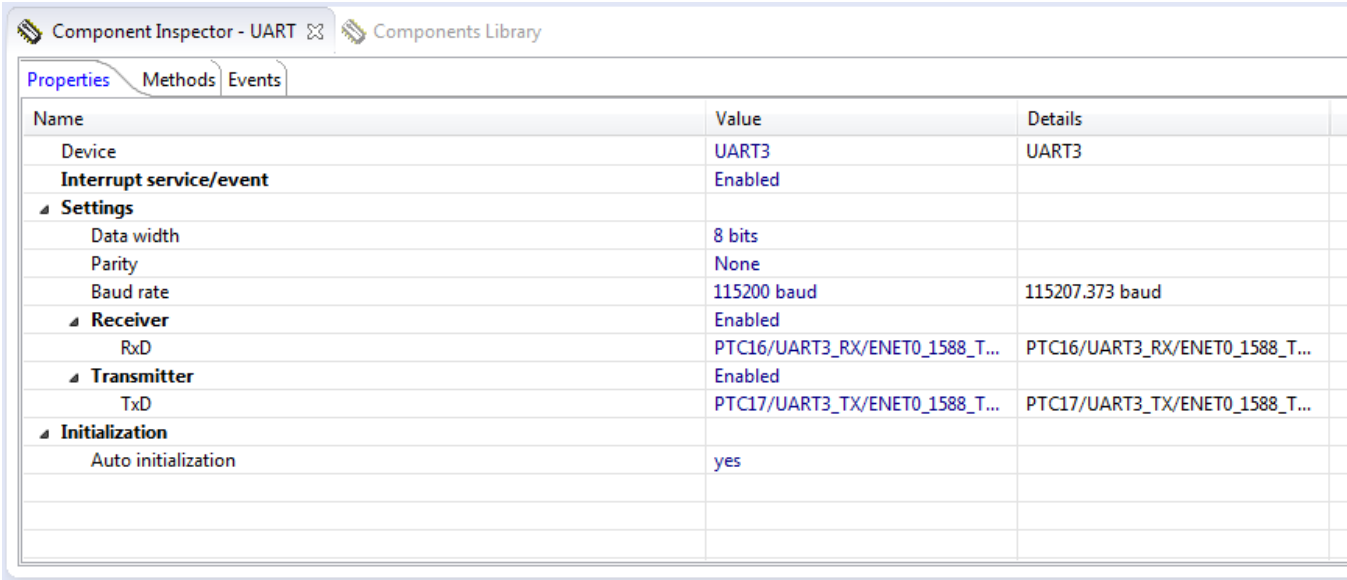 Component Inspector - UART Components Library
Properties Methods Events
Name Value Details
Device UART3 UART3
Interrupt service/event Enabled
Settings
Data width 8 bits
Parity None
Baud rate 115200 baud 115207.373 baud
Receiver Enabled
RxD PTC16/UART3_RX/ENET0_1588_T... PTC16/UART3_RX/ENET0_1588_T...
Transmitter Enabled
TxD PTC17/UART3_TX/ENET0_1588_T... PTC17/UART3_TX/ENET0_1588_T...
Initialization
Auto initialization yes